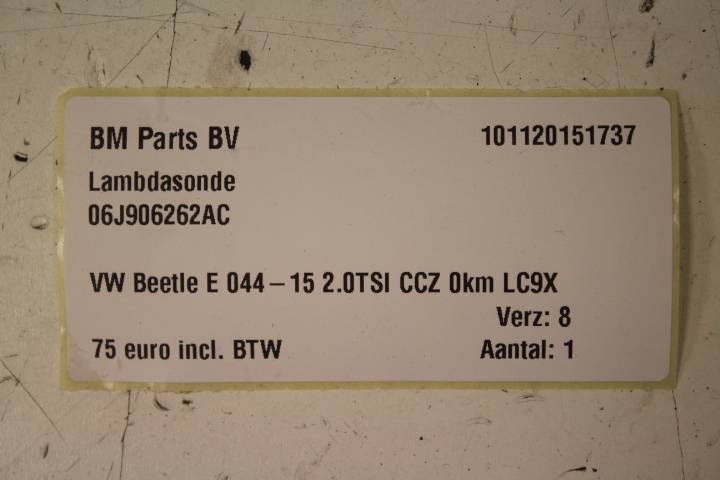 BM Parts BV 101120151737
Lambdasonde
06J906262AC
VW Beetle E 044-15 2.0TSI CCZ 0km LC9X
Verz: 8
75 euro incl. BTW Aantal: 1